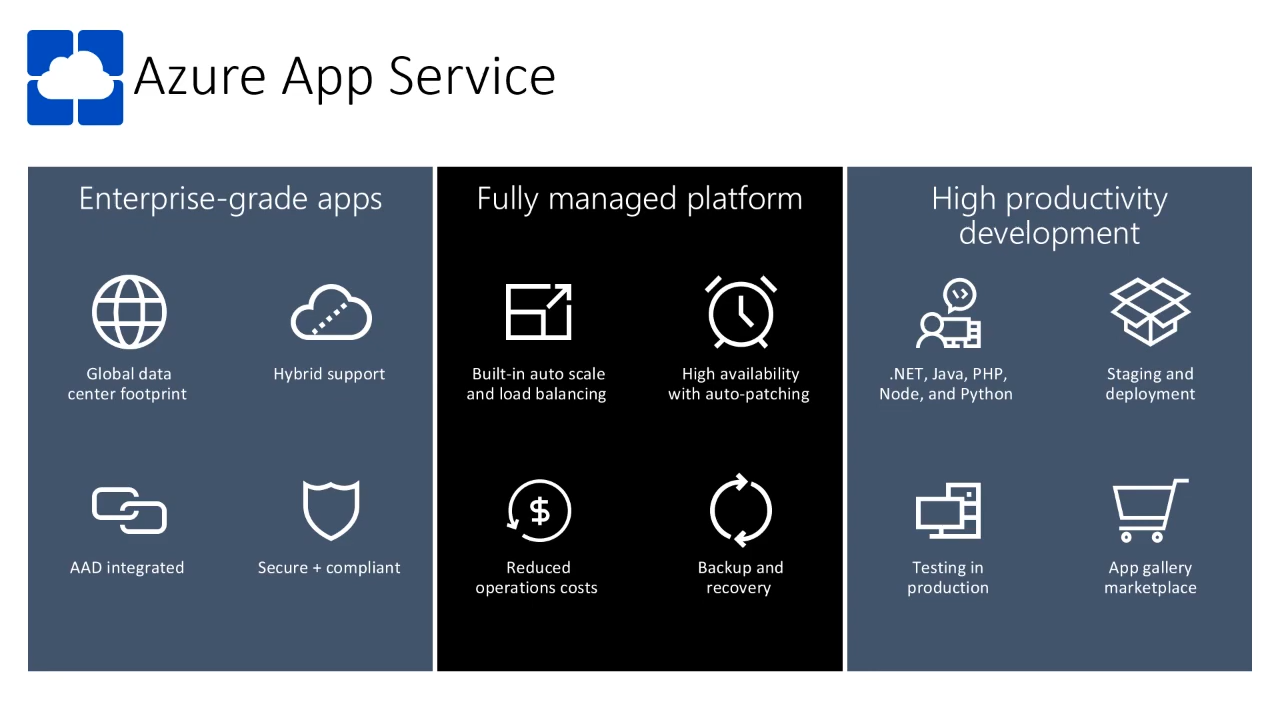 Azure App Service
Enterprise-grade apps
Global data
center footprint
Hybrid support
AAD integrated
Secure + compliant
Fully managed platform
Built-in auto scale
and load balancing
High availability
with auto-patching
$
Reduced
operations costs
Backup and
recovery
High productivity
development
.NET, Java, PHP,
Node, and Python
Staging and
deployment
Testing in
production
App gallery
marketplace